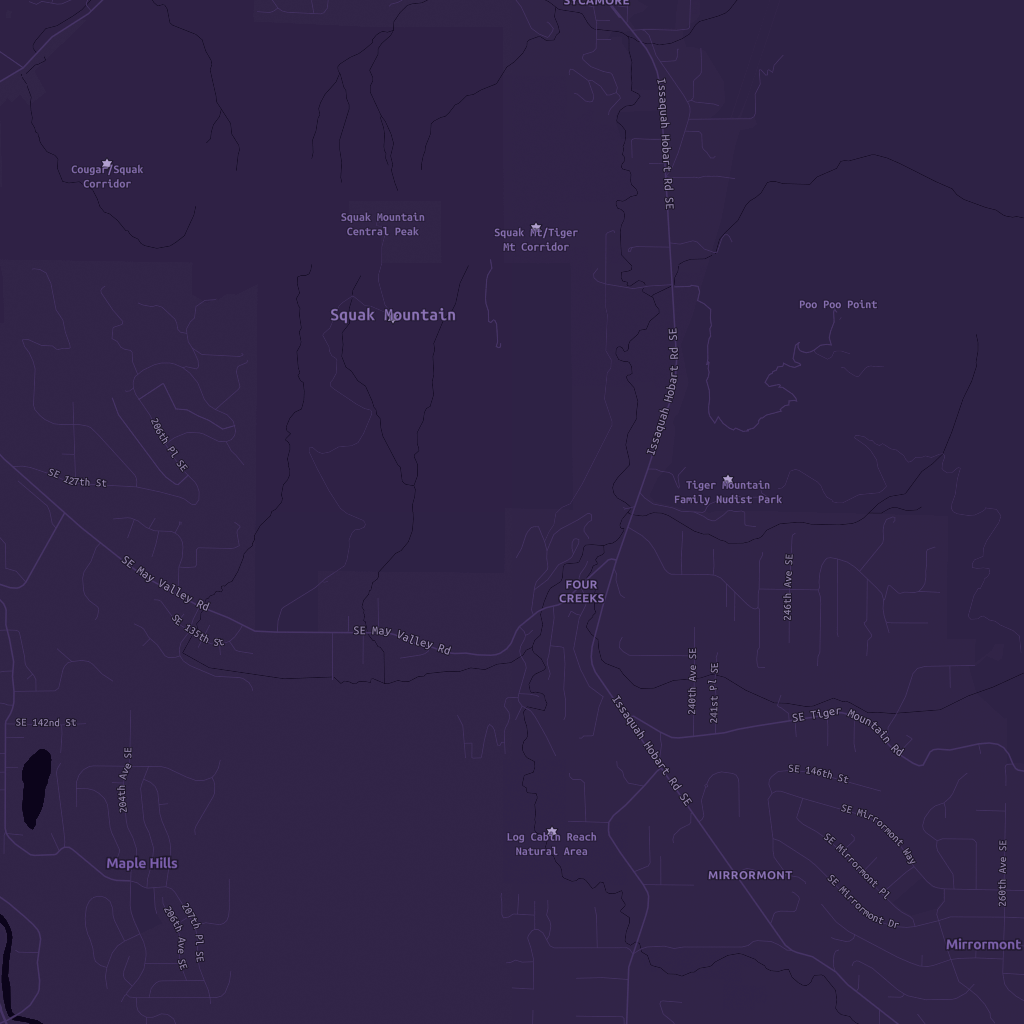 SYCAMORE
Issaquah Hobart Rd SE
Cougar/Squak
Corridor
Squak Mountain
Central Peak
Squak Mt/Tiger
Mt Corridor
Squak Mountain
Poo Poo Point
Issaquah Hobart Rd SE
206th Pl SE
SE 127th St
Tiger Mountain
Family Nudist Park
SE May Valley Rd
FOUR
CREEKS
246th Ave SE
SE 135th St
SE May Valley Rd
240th Ave SE
241st Pl SE
SE 142nd St
Issaquah Hobart Rd SE
SE Tiger Mountain Rd
204th Ave SE
SE 146th St
SE Mirrormont Way
Log Cabin Reach
Natural Area
Maple Hills
SE Mirrormont Pl
MIRRORMONT
260th Ave SE
SE Mirrormont Dr
207th Pl SE
206th Ave SE
Mirrormont